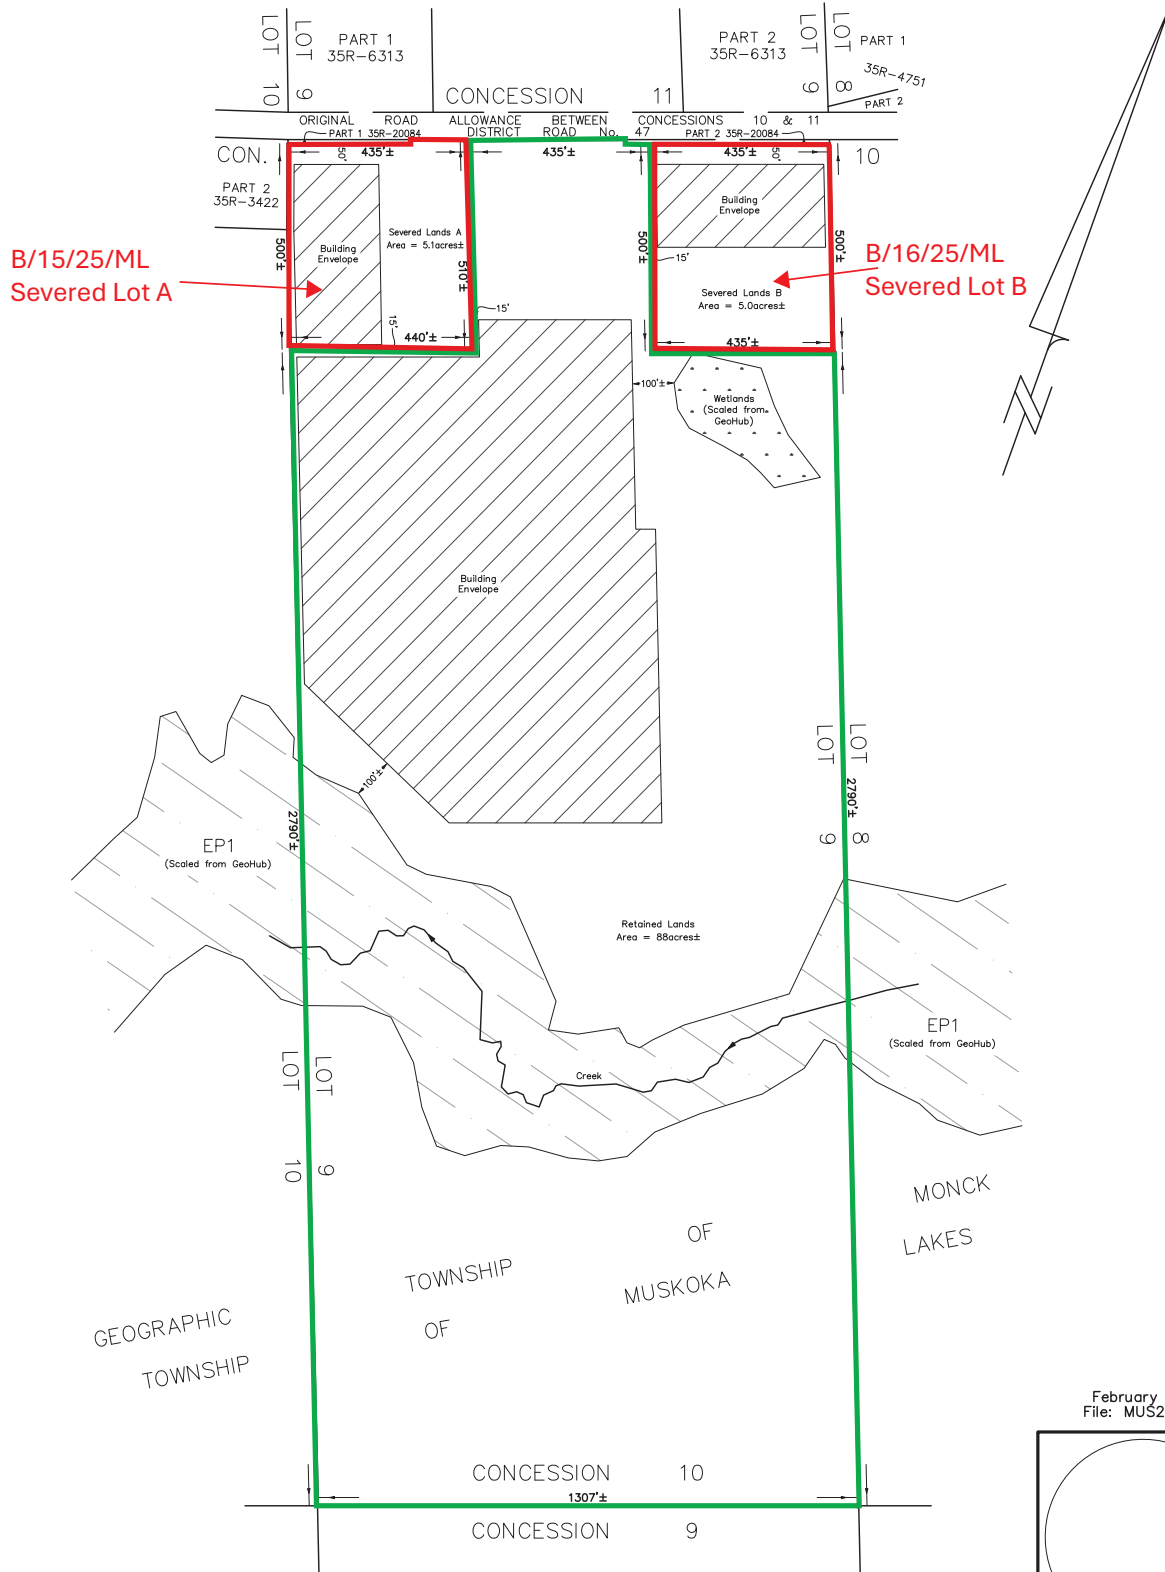 LOT
LOT
10
9
PART 1
35R-6313
PART 2
35R-6313
LOT
LOT
9
8
PART 1
35R-4751
PART 2
CONCESSION 11
ORIGINAL ROAD ALLOWANCE BETWEEN CONCESSIONS 10 & 11
PART 1 35R-20084
DISTRICT ROAD No. 47
PART 2 35R-20084
CON.
10
435'±
435'±
435'±
50'
50'
PART 2
35R-3422
Building
Envelope
Severed Lands A
Area = 5.1acres±
Building
Envelope
500'±
510'±
500'±
500'±
B/15/25/ML
Severed Lot A
B/16/25/ML
Severed Lot B
15'
Severed Lands B
Area = 5.0acres±
15'
15'
440'±
435'±
100'±
Wetlands
(Scaled from
GeoHub)
Building
Envelope
LOT
LOT
9
8
2790'±
2790'±
100'±
EP1
(Scaled from GeoHub)
Retained Lands
Area = 88acres±
EP1
(Scaled from GeoHub)
Creek
LOT
LOT
10
9
GEOGRAPHIC TOWNSHIP OF MONCK
TOWNSHIP OF MUSKOKA LAKES
February
File: MUS2
CONCESSION 10
1307'±
CONCESSION 9